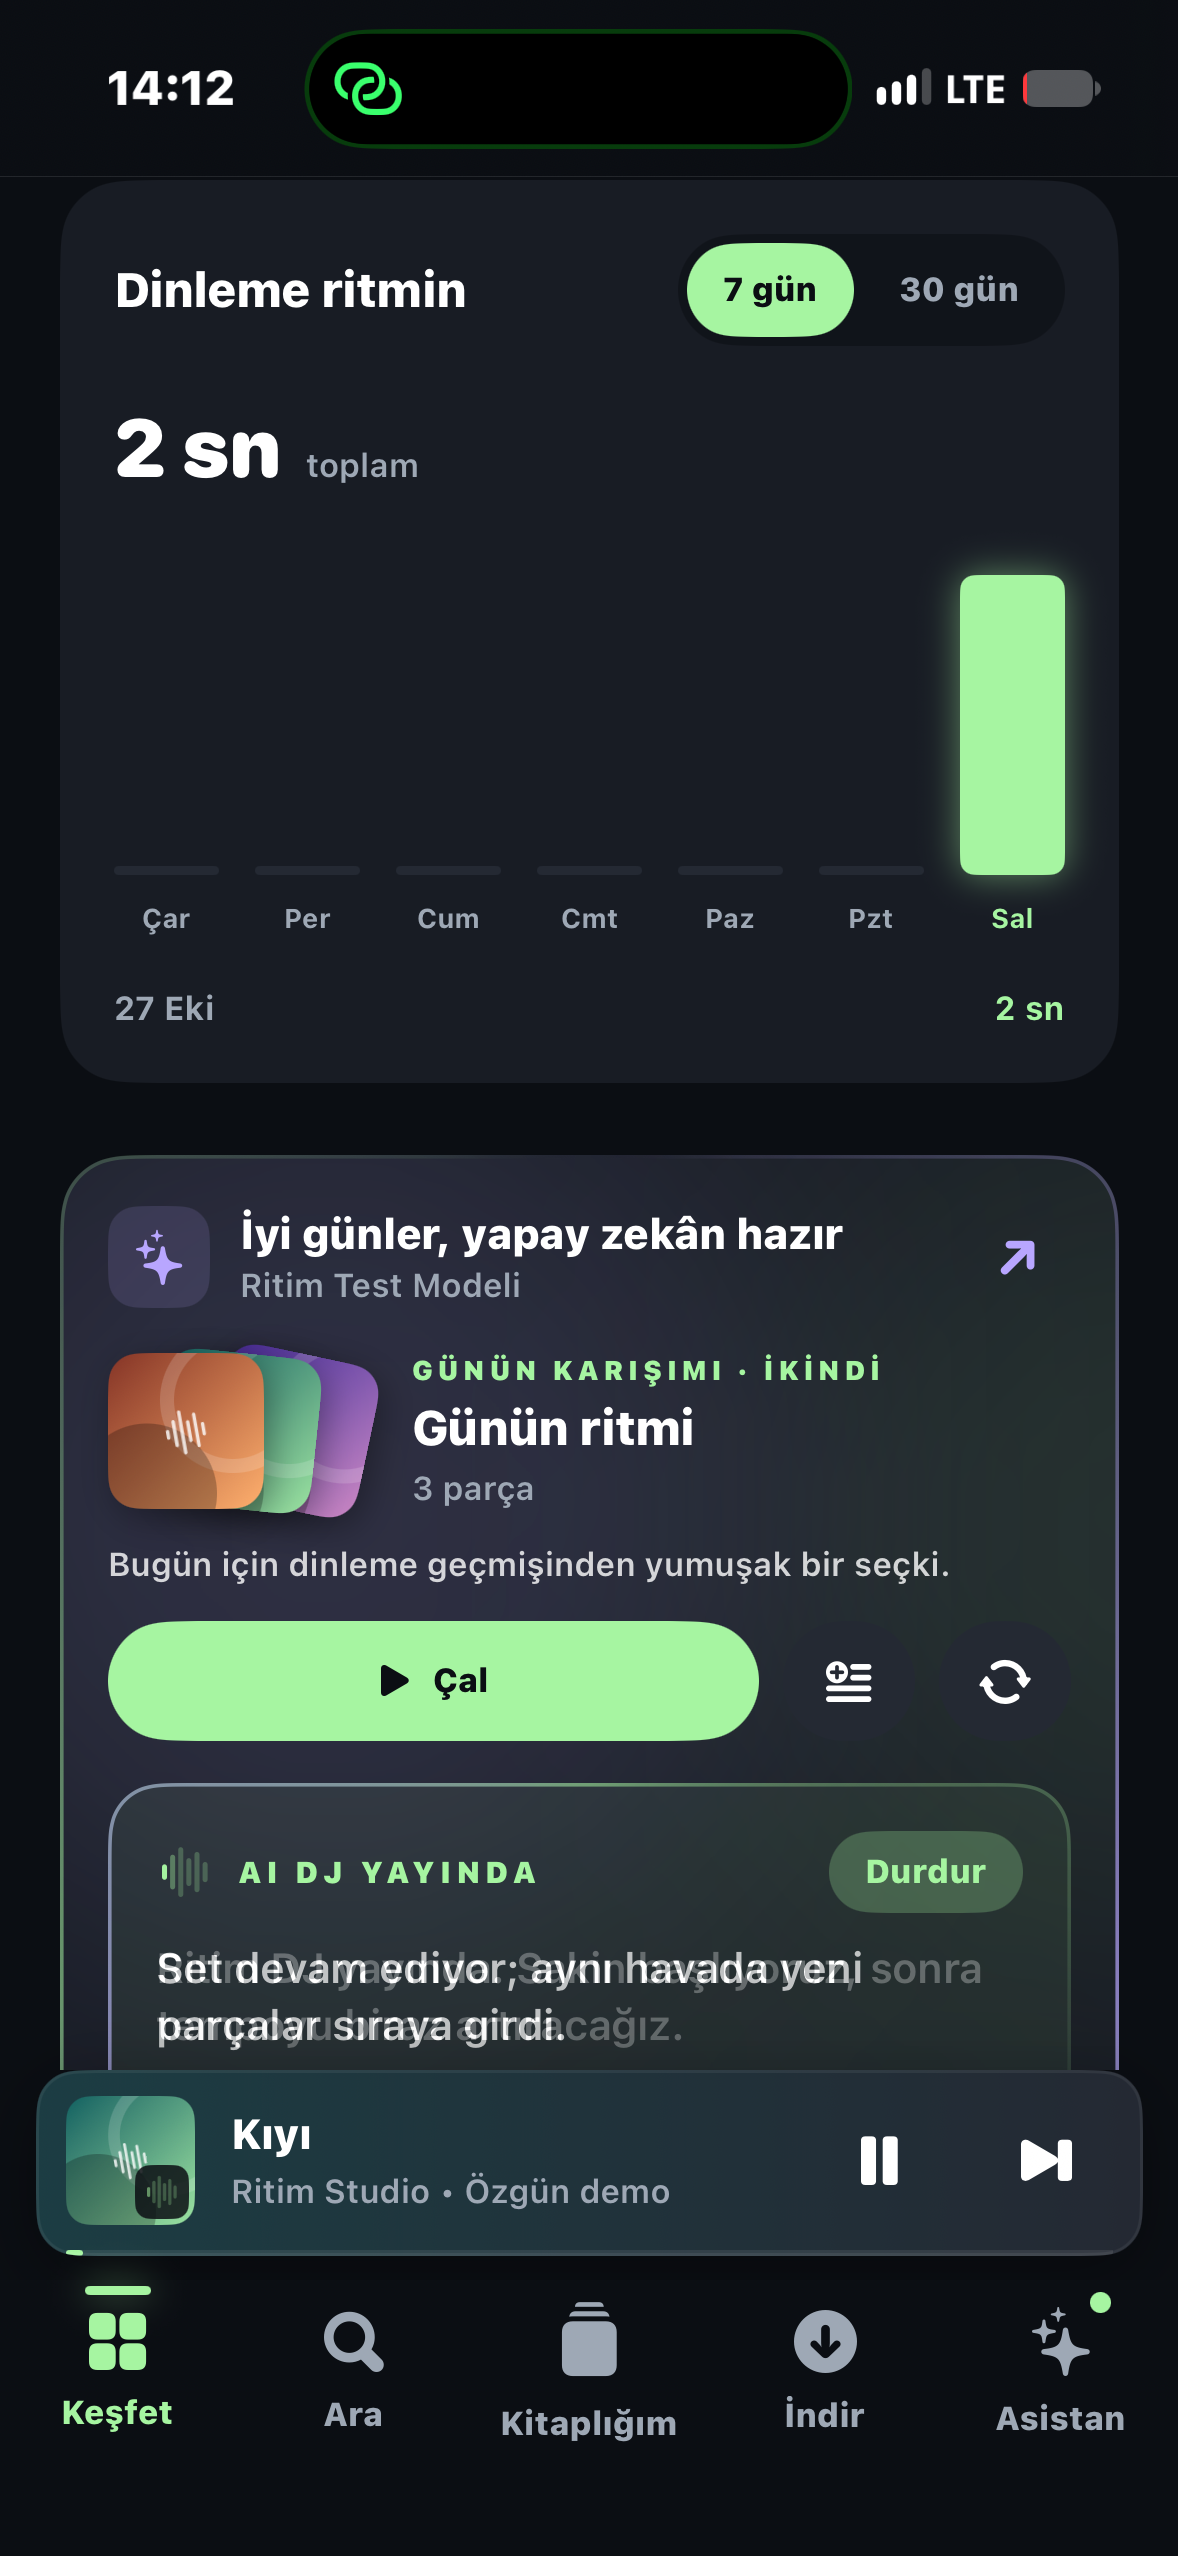 14:12
LTE
Dinleme ritmin
7 gün
30 gün
2 sn toplam
Çar
Per
Cum
Cmt
Paz
Pzt
Sal
27 Eki
2 sn
İyi günler, yapay zekân hazır
Ritim Test Modeli
GÜNÜN KARIŞIMI · İKİNDİ
Günün ritmi
3 parça
Bugün için dinleme geçmişinden yumuşak bir seçki.
Çal
AI DJ YAYINDA
Durdur
Set devam ediyor; aynı havada yeni
parçalar sıraya girdi.
sonra
Kıyı
Ritim Studio • Özgün demo
Keşfet
Ara
Kitaplığım
İndir
Asistan